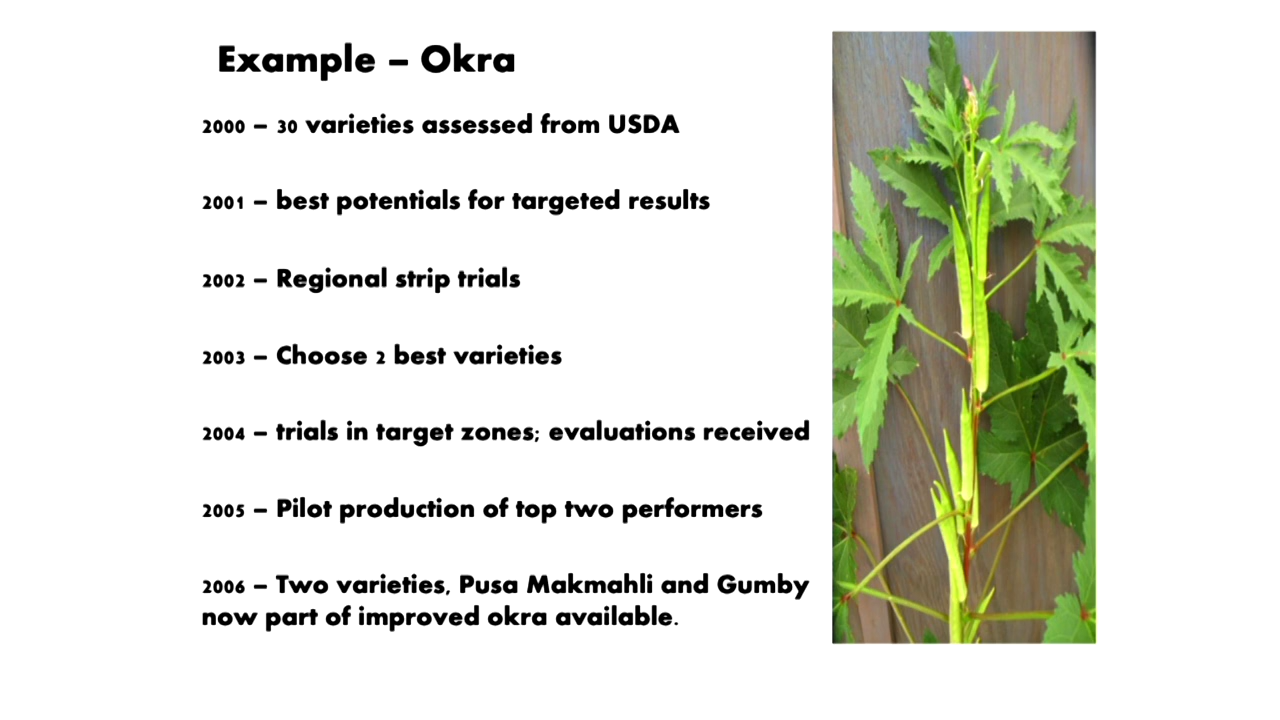 Example – Okra
2000 – 30 varieties assessed from USDA
2001 – best potentials for targeted results
2002 – Regional strip trials
2003 – Choose 2 best varieties
2004 – trials in target zones; evaluations received
2005 – Pilot production of top two performers
2006 – Two varieties, Pusa Makmahli and Gumby
now part of improved okra available.